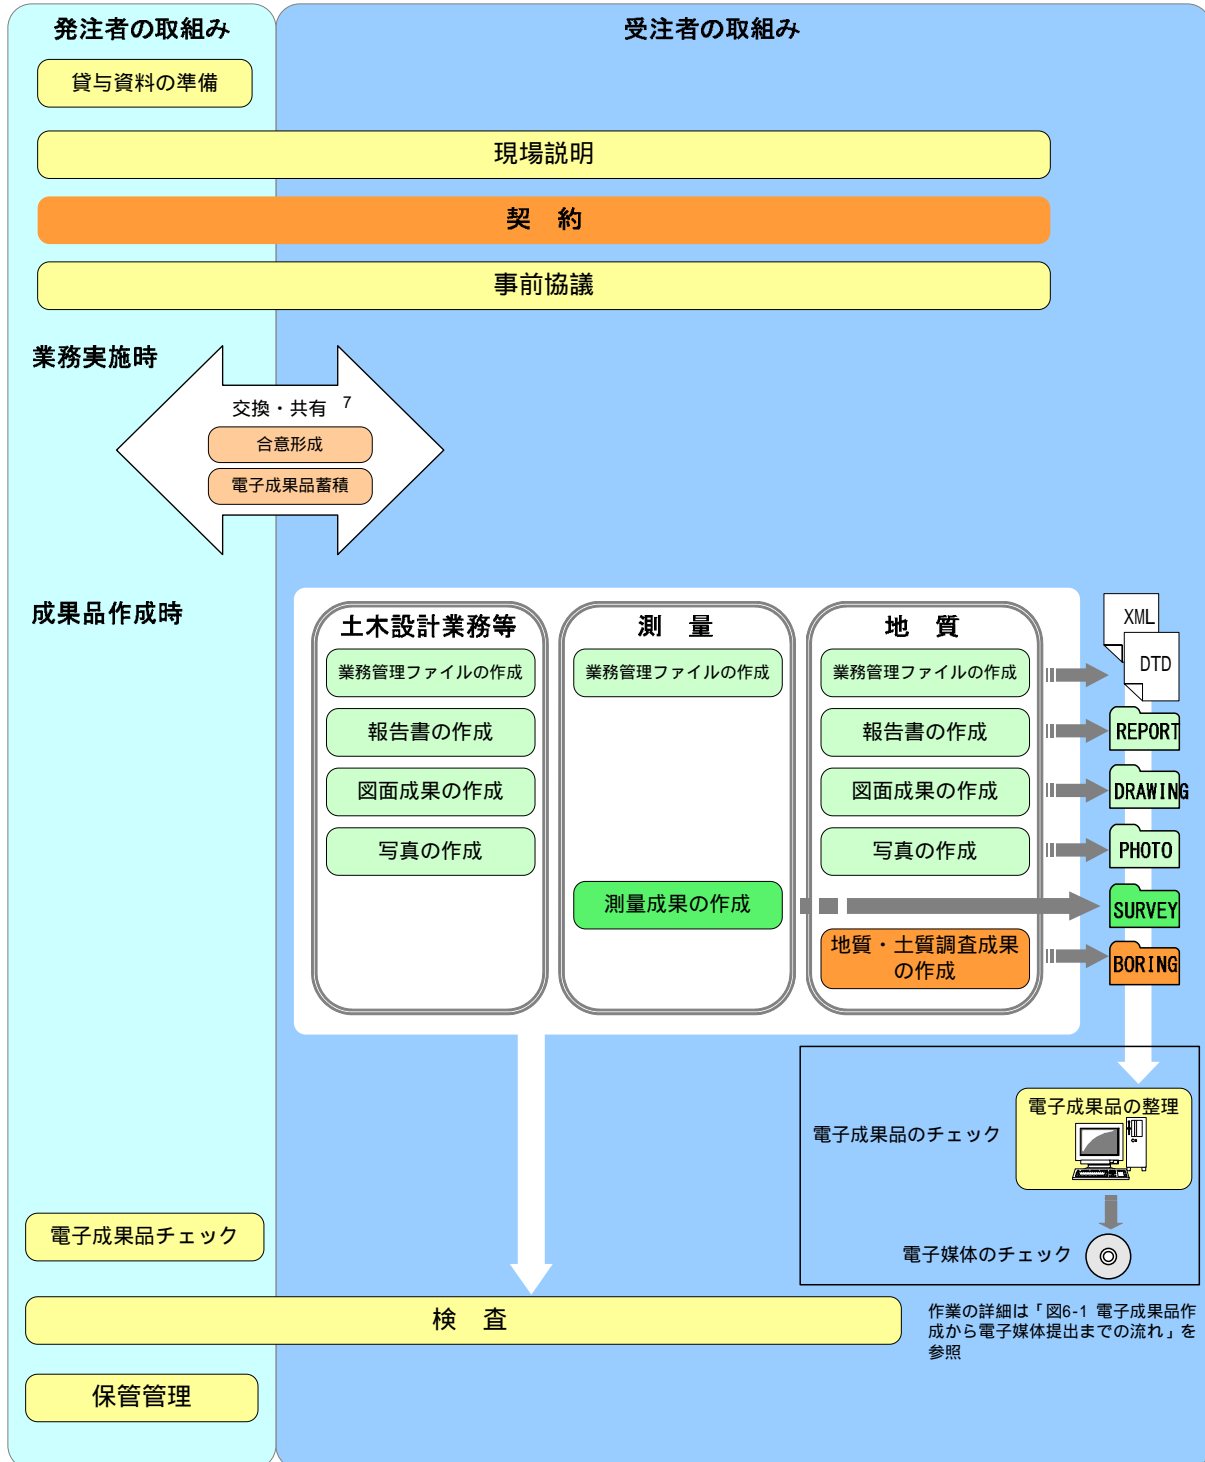 発注者の取組み
受注者の取組み
貸与資料の準備
現場説明
契　約
事前協議
業務実施時
交換・共有 7
合意形成
電子成果品蓄積
成果品作成時
土木設計業務等
業務管理ファイルの作成
報告書の作成
図面成果の作成
写真の作成
測　量
業務管理ファイルの作成
測量成果の作成
地　質
業務管理ファイルの作成
報告書の作成
図面成果の作成
写真の作成
地質・土質調査成果
の作成
XML
DTD
REPORT
DRAWING
PHOTO
SURVEY
BORING
電子成果品の整理
電子成果品のチェック
電子媒体のチェック
電子成果品チェック
検　査
作業の詳細は「図6-1 電子成果品作
成から電子媒体提出までの流れ」を
参照
保管管理